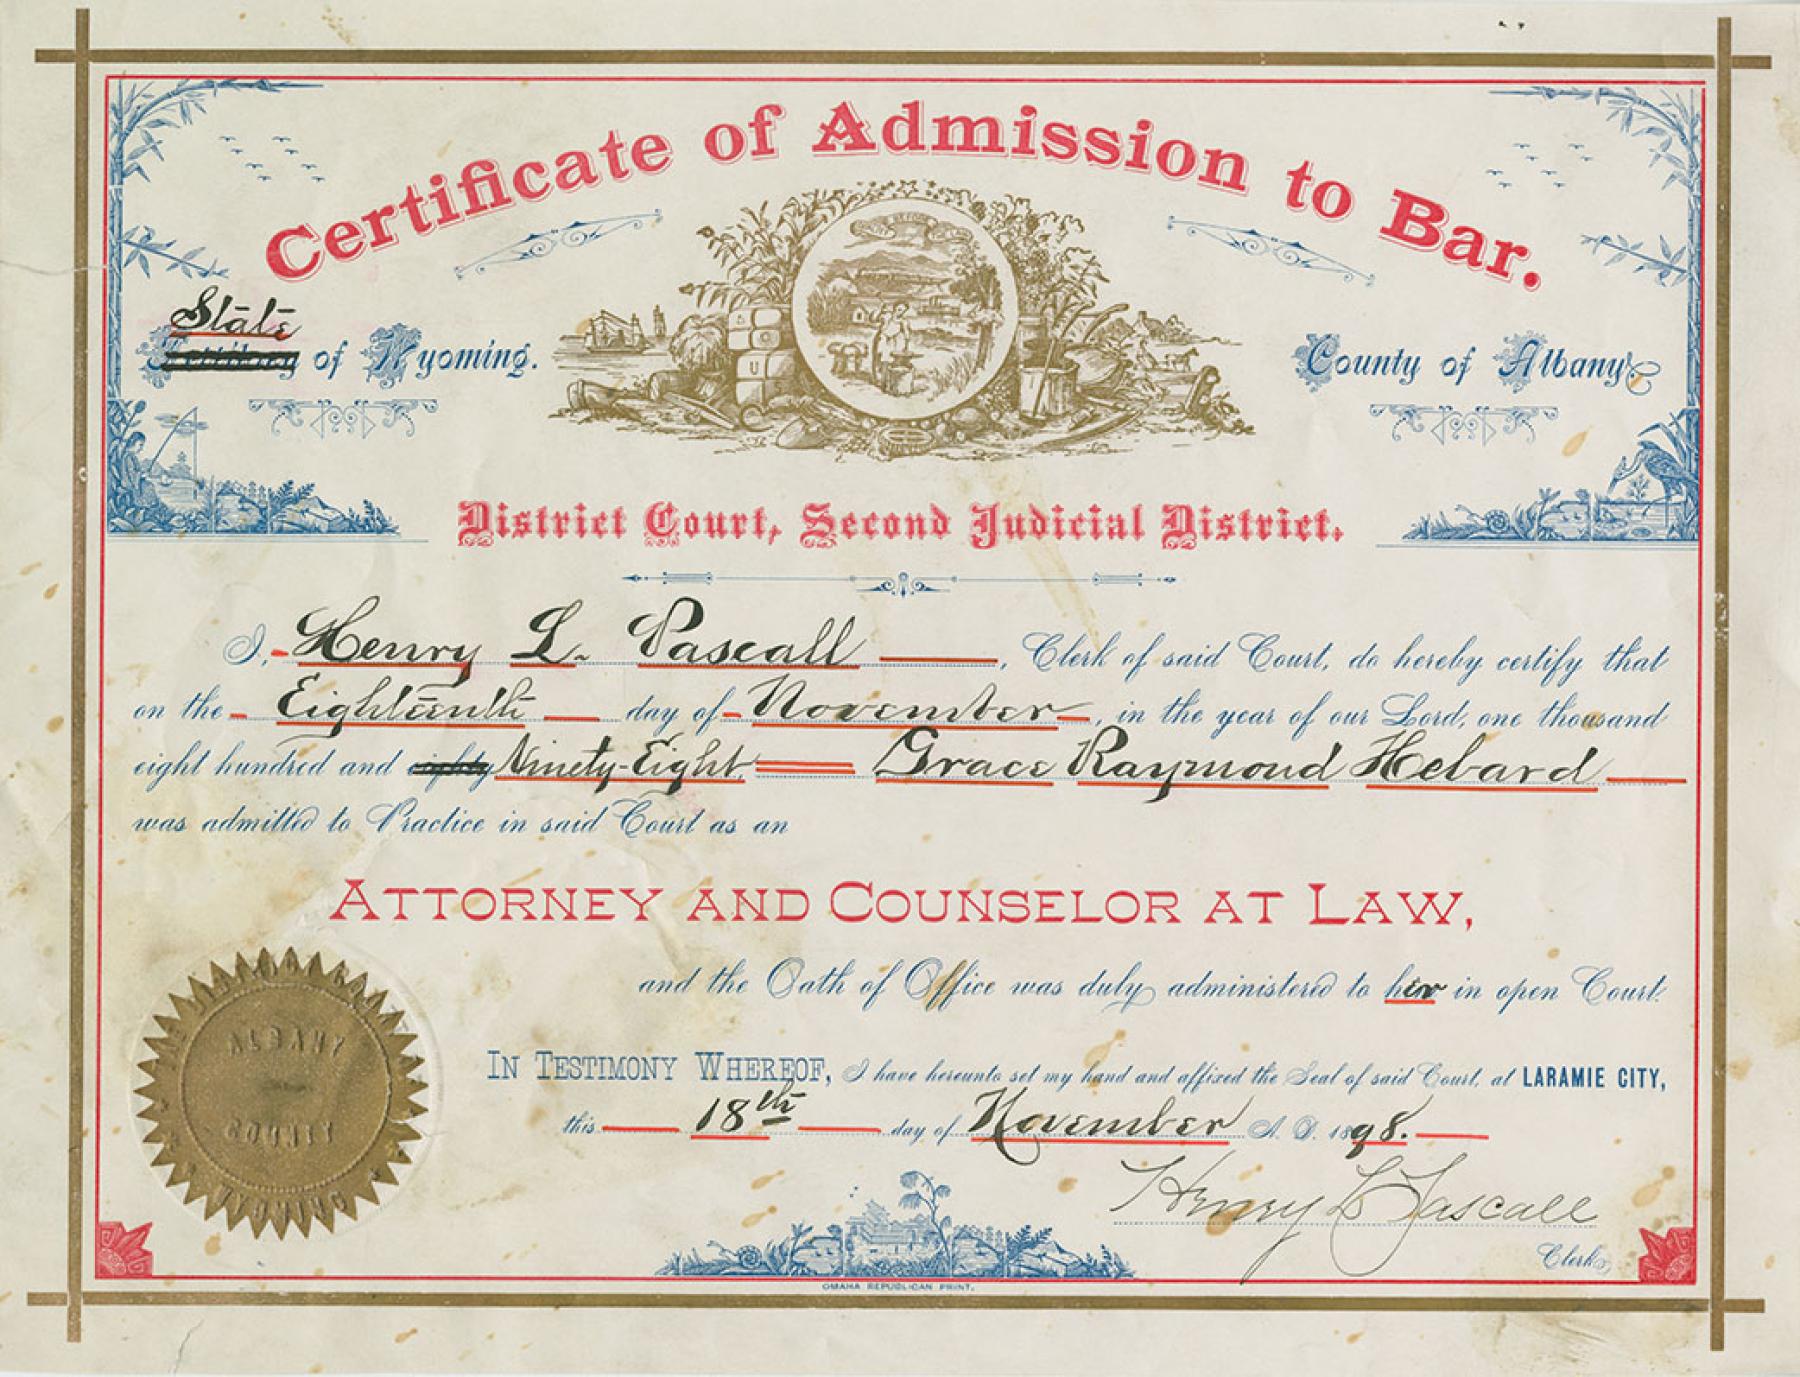 Certificate of Admission to Bar.
State
Territory of Wyoming.
County of Albany
District Court, Second Judicial District.
I, Henry L. Pascall, Clerk of said Court, do hereby certify that
on the Eighteenth day of November, in the year of our Lord, one thousand
eight hundred and eighty Ninety-Eight, Grace Raymond Hebard
was admitted to Practice in said Court as an
ATTORNEY AND COUNSELOR AT LAW,
and the Oath of Office was duly administered to her in open Court.
IN TESTIMONY WHEREOF, I have hereunto set my hand and affixed the Seal of said Court, at LARAMIE CITY,
this 18th day of November A. D. 1898.
Henry L Pascall
Clerk
ALBANY
COUNTY
WYOMING
OMAHA REPUBLICAN PRINT.